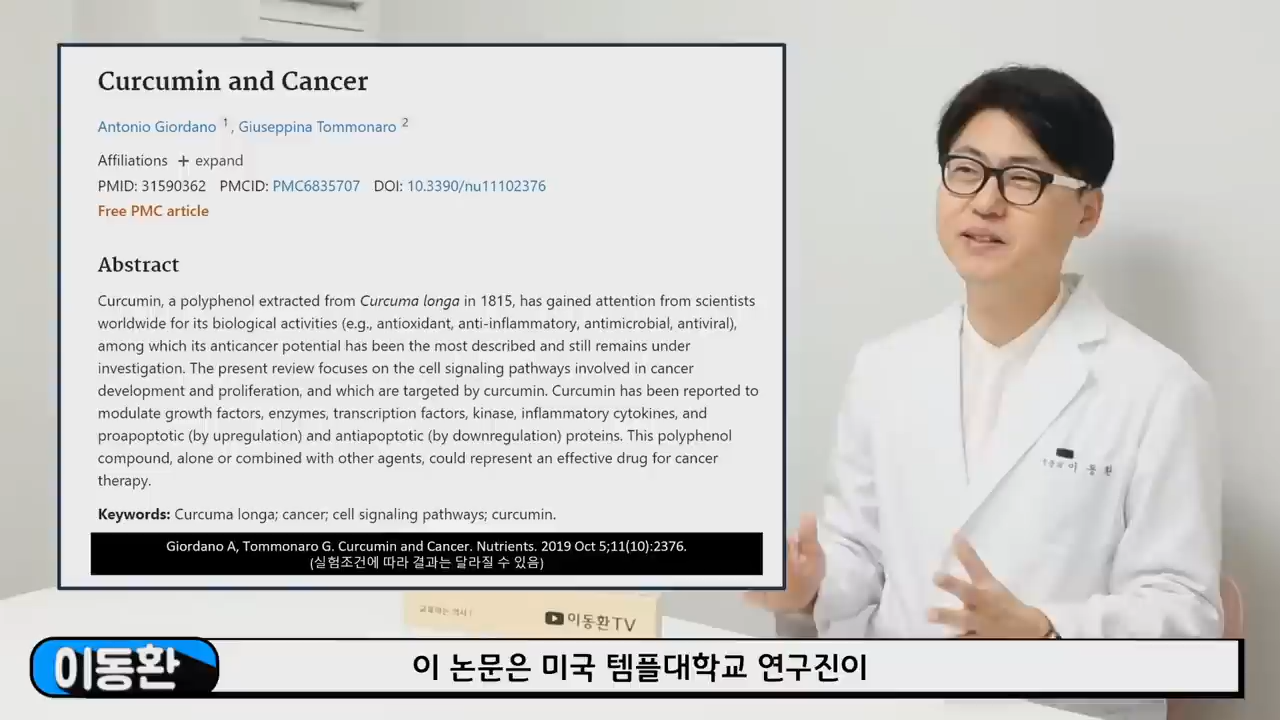 Curcumin and Cancer
Antonio Giordano 1, Giuseppina Tommonaro 2
Affiliations + expand
PMID: 31590362 PMCID: PMC6835707 DOI: 10.3390/nu11102376
Free PMC article
Abstract
Curcumin, a polyphenol extracted from Curcuma longa in 1815, has gained attention from scientists
worldwide for its biological activities (e.g., antioxidant, anti-inflammatory, antimicrobial, antiviral),
among which its anticancer potential has been the most described and still remains under
investigation. The present review focuses on the cell signaling pathways involved in cancer
development and proliferation, and which are targeted by curcumin. Curcumin has been reported to
modulate growth factors, enzymes, transcription factors, kinase, inflammatory cytokines, and
proapoptotic (by upregulation) and antiapoptotic (by downregulation) proteins. This polyphenol
compound, alone or combined with other agents, could represent an effective drug for cancer
therapy.
Keywords: Curcuma longa; cancer; cell signaling pathways; curcumin.
Giordano A, Tommonaro G. Curcumin and Cancer. Nutrients. 2019 Oct 5;11(10):2376.
(실험조건에 따라 결과는 달라질 수 있음)
이동환
이동환TV
이동환
이 논문은 미국 템플대학교 연구진이